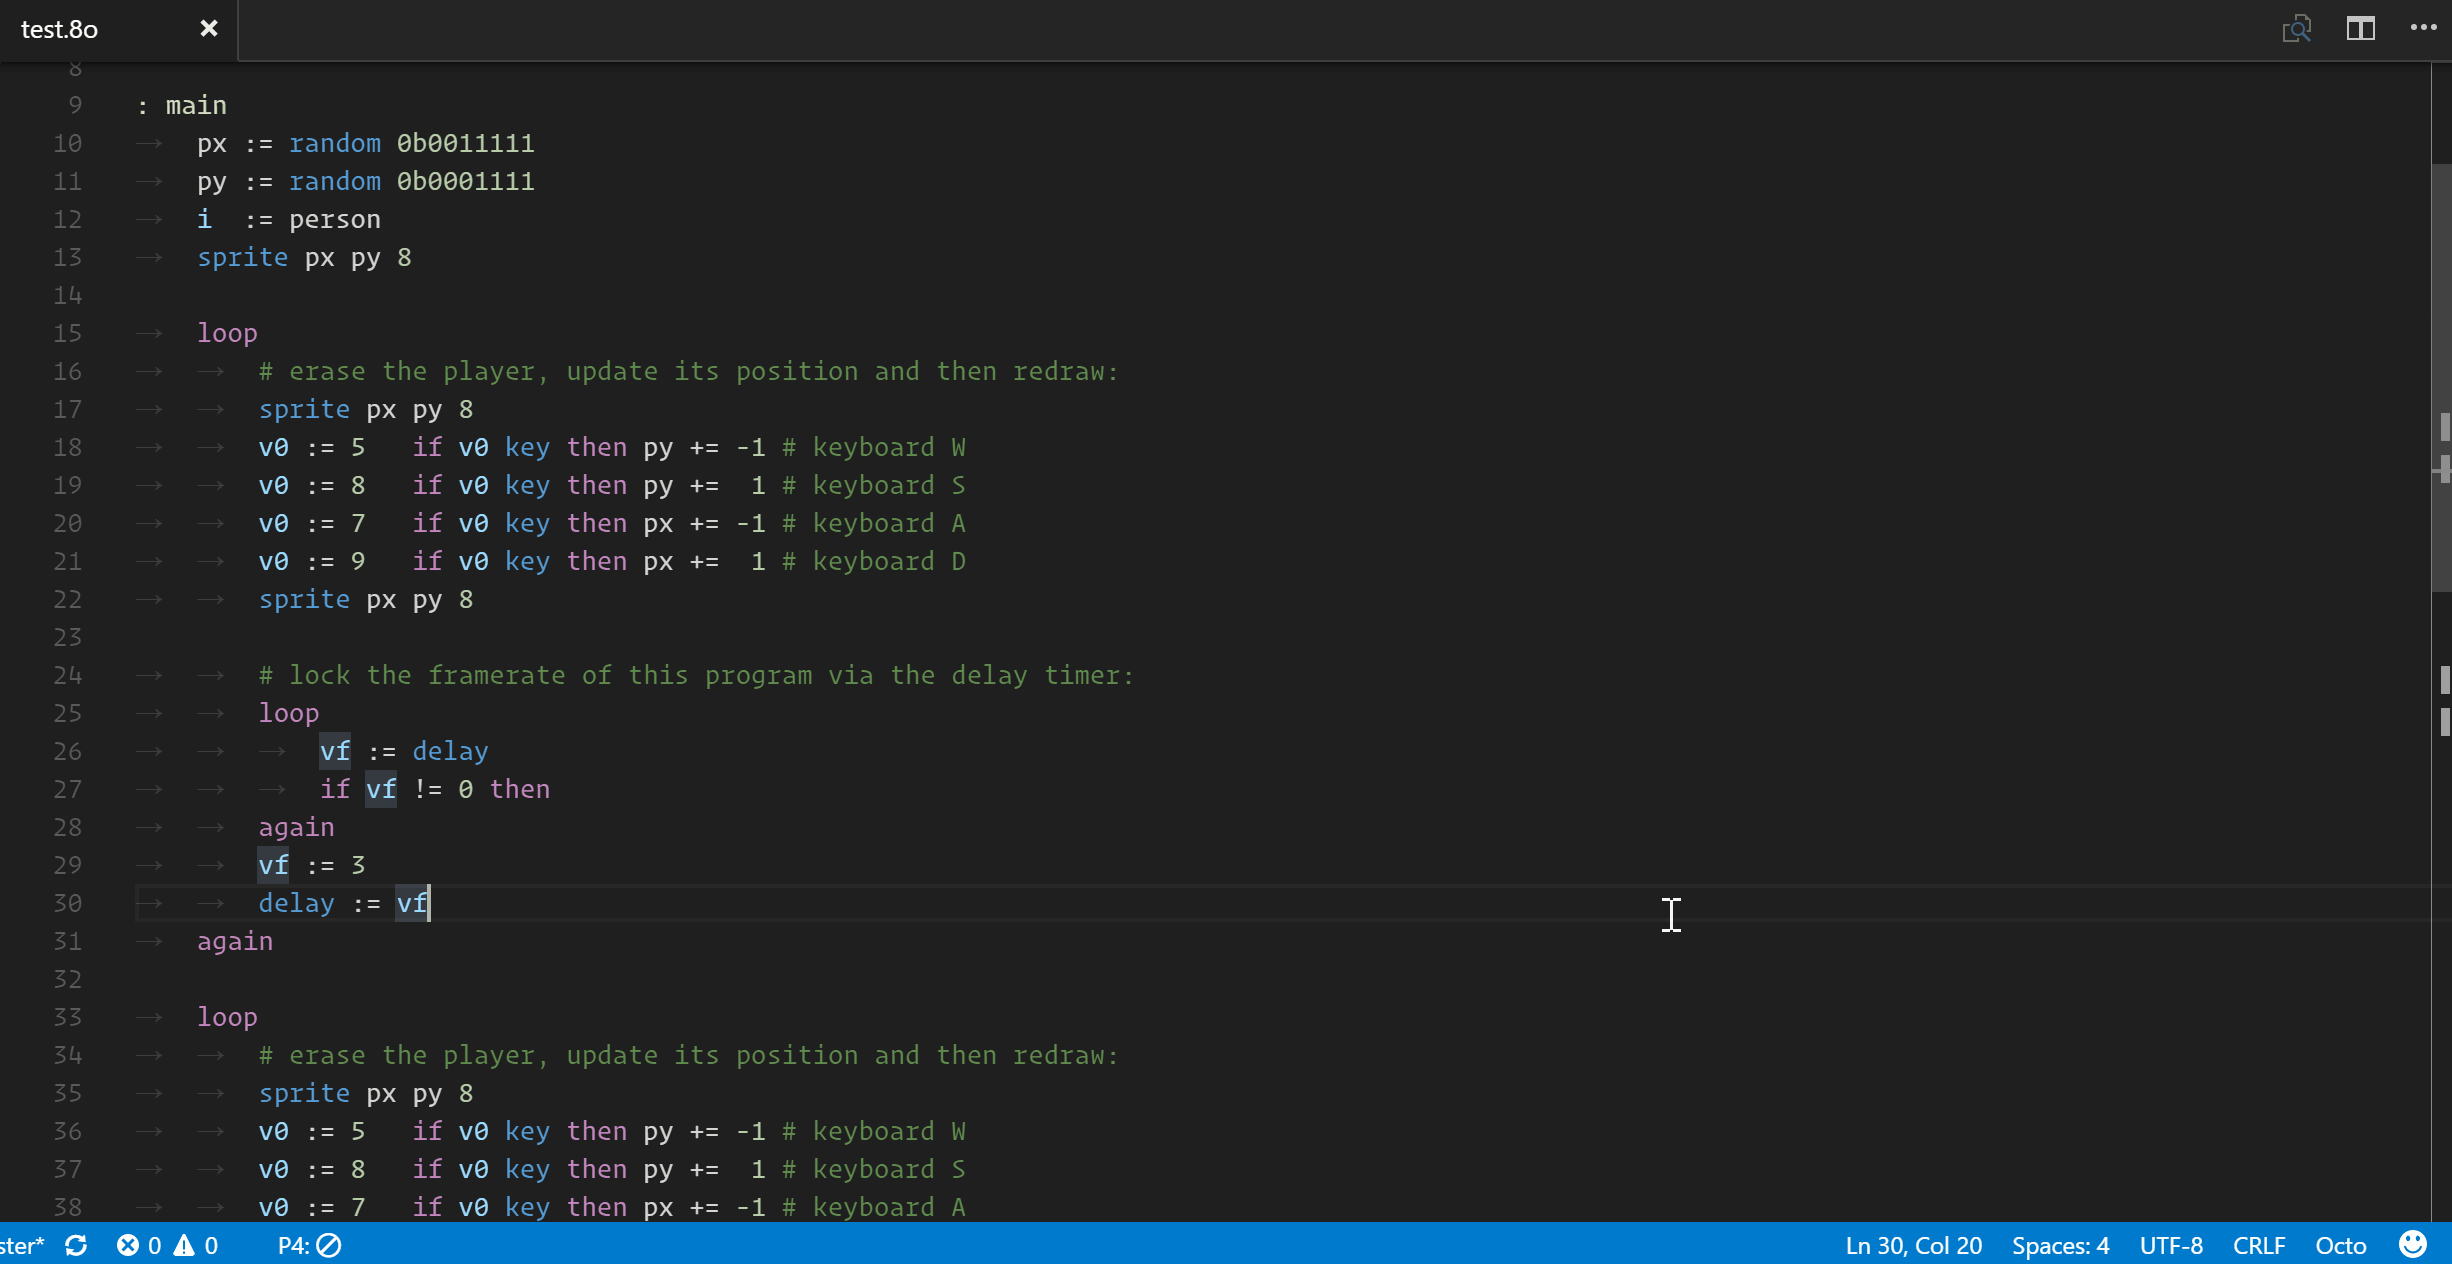 test.8o
8
9 : main
10 px := random 0b0011111
11 py := random 0b0001111
12 i  := person
13 sprite px py 8
14
15 loop
16 # erase the player, update its position and then redraw:
17 sprite px py 8
18 v0 := 5   if v0 key then py += -1 # keyboard W
19 v0 := 8   if v0 key then py +=  1 # keyboard S
20 v0 := 7   if v0 key then px += -1 # keyboard A
21 v0 := 9   if v0 key then px +=  1 # keyboard D
22 sprite px py 8
23
24 # lock the framerate of this program via the delay timer:
25 loop
26 vf := delay
27 if vf != 0 then
28 again
29 vf := 3
30 delay := vf
31 again
32
33 loop
34 # erase the player, update its position and then redraw:
35 sprite px py 8
36 v0 := 5   if v0 key then py += -1 # keyboard W
37 v0 := 8   if v0 key then py +=  1 # keyboard S
38 v0 := 7   if v0 key then px += -1 # keyboard A
ster* 0 0 P4: Ln 30, Col 20 Spaces: 4 UTF-8 CRLF Octo